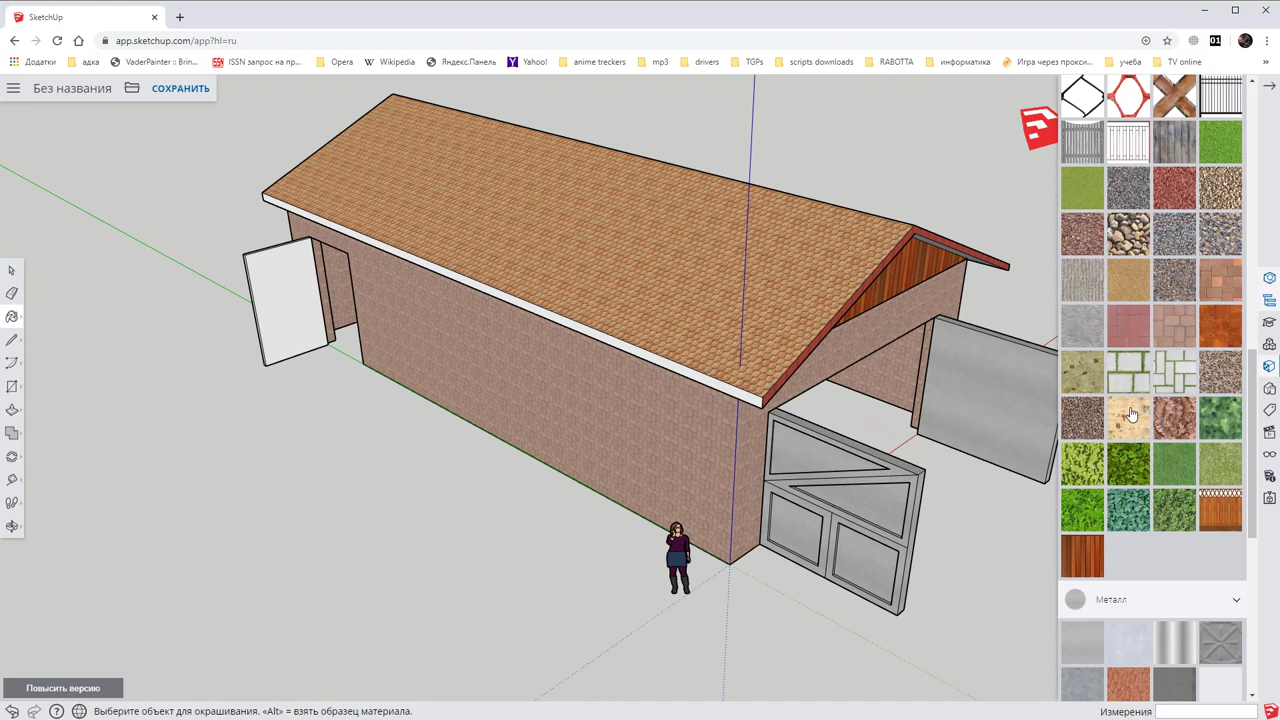 SketchUp
app.sketchup.com/app?hl=ru
01
Додатки
адка
VaderPainter :: Brin...
ISSN запрос на пр...
Opera
Wikipedia
Яндекс.Панель
Yahoo!
anime treckers
mp3
drivers
TGPs
scripts downloads
RABOTTA
информатика
Игра через прокси...
учеба
TV online
»
Без названия
СОХРАНИТЬ
Металл
Повысить версию
Выберите объект для окрашивания. «Alt» = взять образец материала.
Измерения